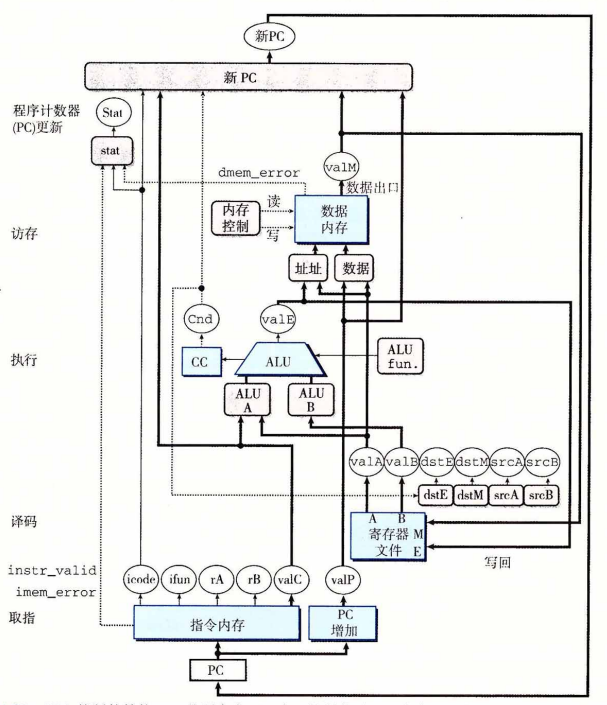 新PC
新 PC
程序计数器
(PC)更新
Stat
stat
dmem_error
valM
数据出口
访存
内存
控制
读
写
数据
内存
址址
数据
Cnd
valE
执行
CC
ALU
ALU
fun.
ALU
A
ALU
B
valA
valB
dstE
dstM
srcA
srcB
dstE
dstM
srcA
srcB
译码
A
B
寄存器
文件
M
E
写回
instr_valid
imem_error
icode
ifun
rA
rB
valC
valP
取指
指令内存
PC
增加
PC